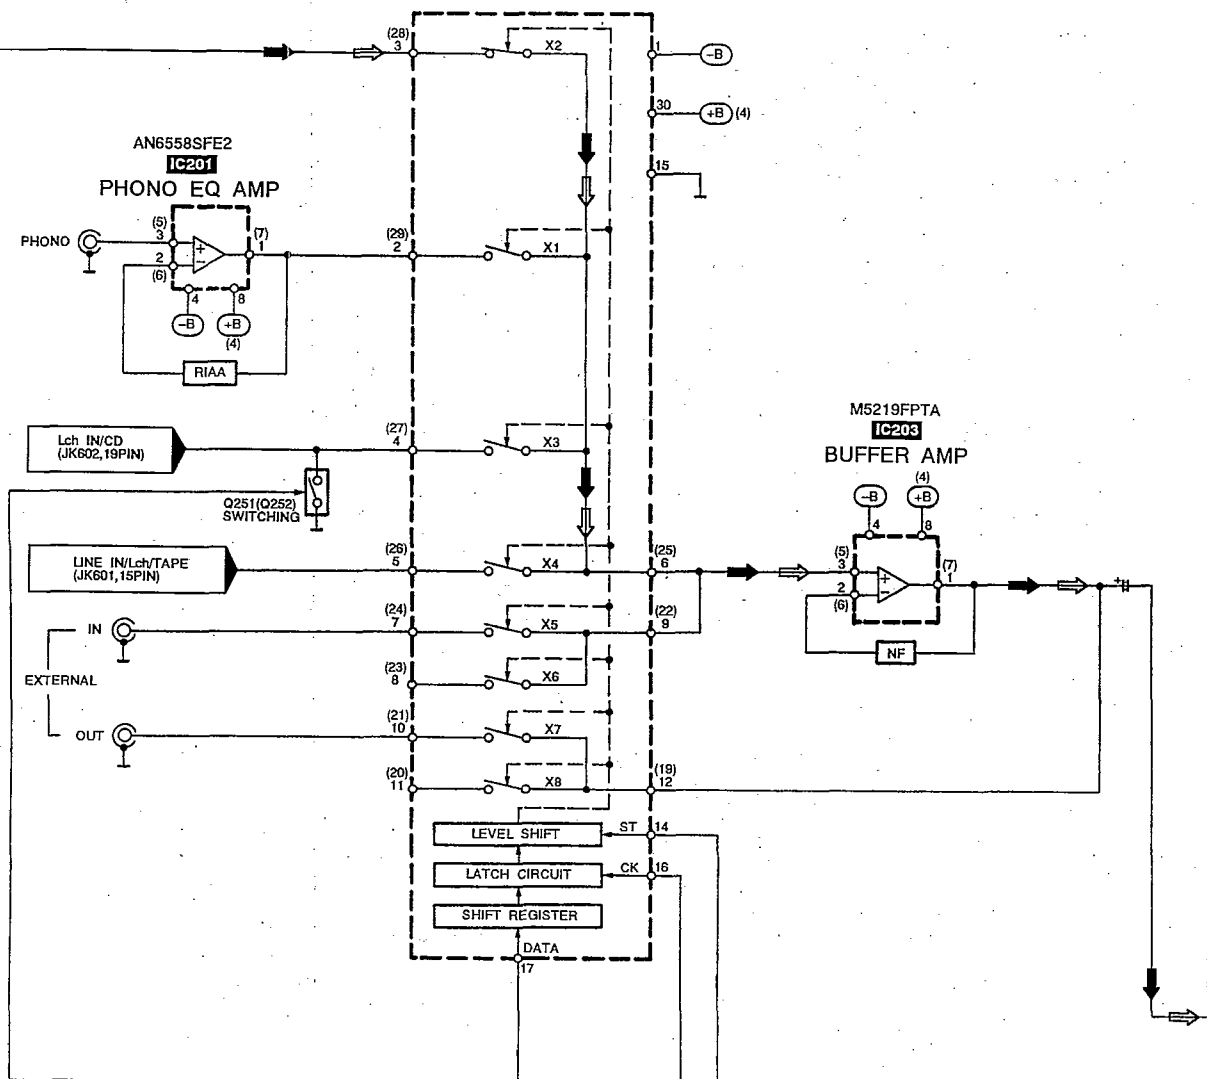 (28)
3
X2
1
–B
30
+B (4)
15
AN6558SFE2
IC201
PHONO EQ AMP
PHONO
(5)
3
(7)
1
2
(6)
+
–
4
8
–B
+B
(4)
RIAA
(29)
2
X1
Lch IN/CD
(JK602,19PIN)
(27)
4
X3
Q251(Q252)
SWITCHING
M5219FPTA
IC203
BUFFER AMP
(4)
–B
+B
4
8
LINE IN/Lch/TAPE
(JK601,15PIN)
(26)
5
X4
(25)
6
(5)
3
(7)
1
2
(6)
+
–
+
NF
IN
(24)
7
X5
(22)
9
EXTERNAL
(23)
8
X6
OUT
(21)
10
X7
(20)
11
X8
(19)
12
LEVEL SHIFT
ST
14
LATCH CIRCUIT
CK
16
SHIFT REGISTER
DATA
17